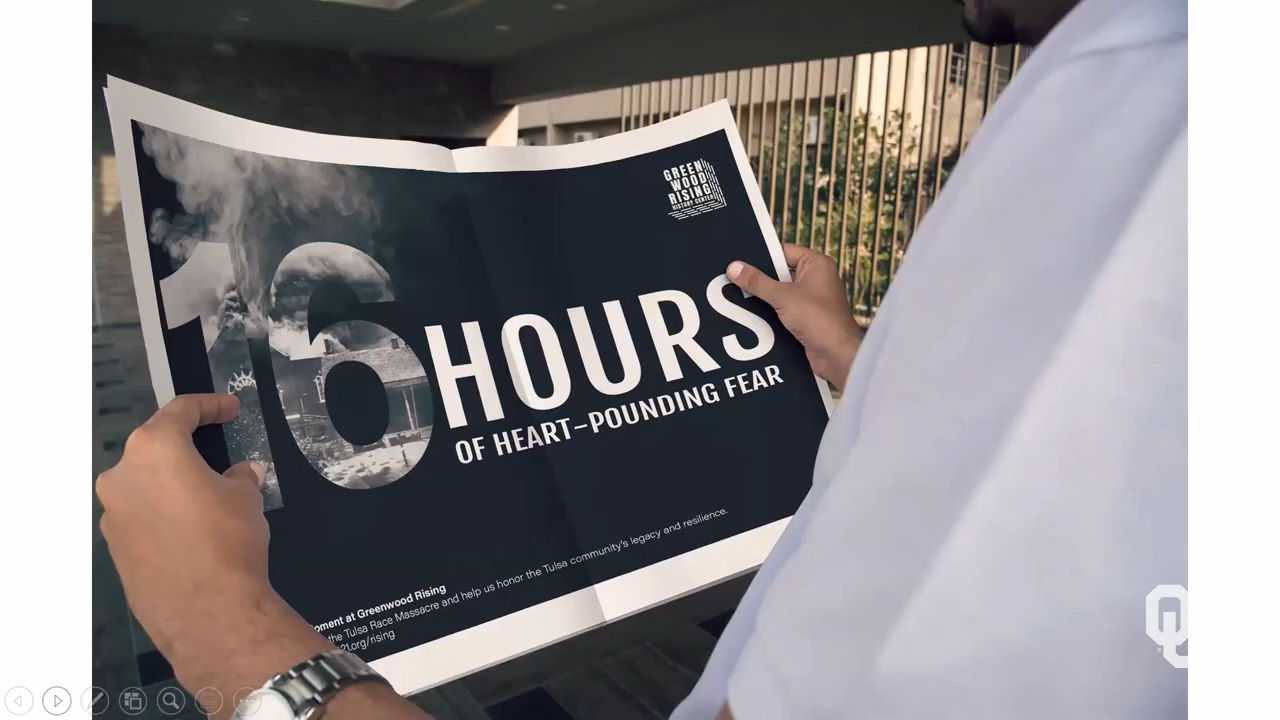 GREEN
WOOD
RISING
HISTORY CENTER
16 HOURS
OF HEART-POUNDING FEAR
oment at Greenwood Rising
the Tulsa Race Massacre and help us honor the Tulsa community's legacy and resilience.
21.org/rising
OU